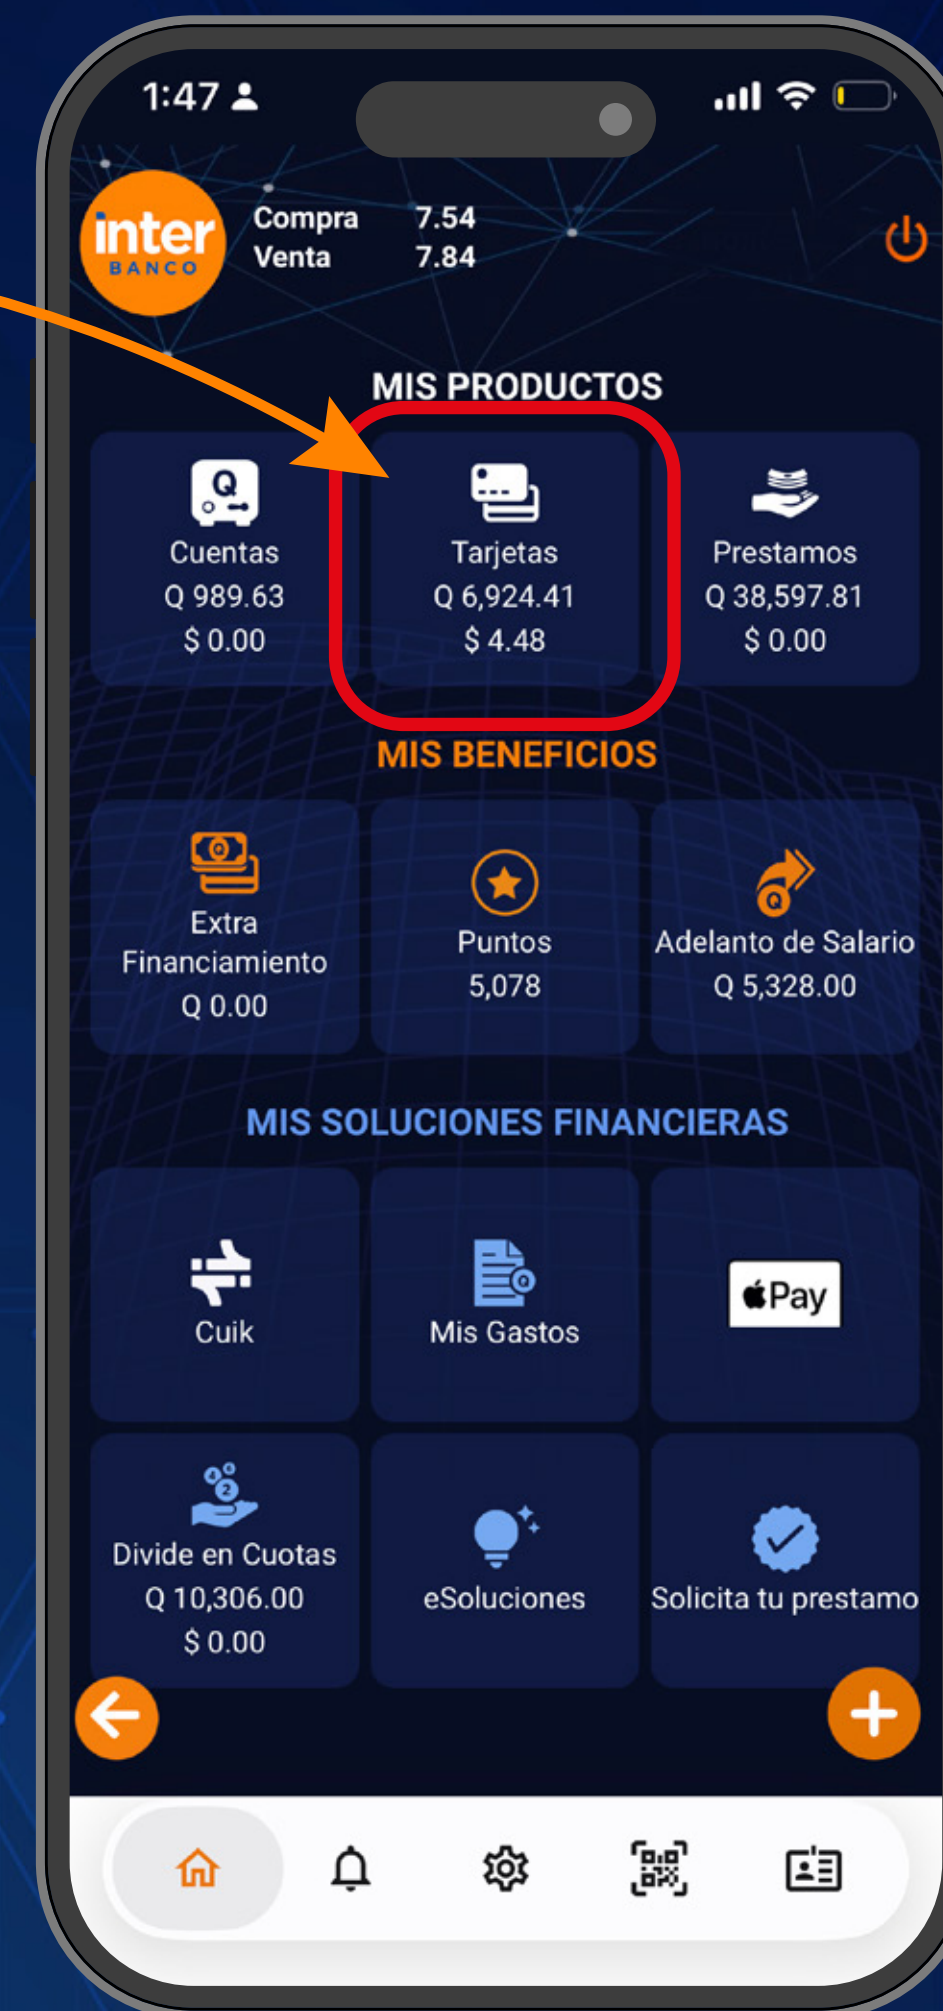 1:47
inter
BANCO
Compra 7.54
Venta 7.84
MIS PRODUCTOS
Q
Cuentas
Q 989.63
$ 0.00
Tarjetas
Q 6,924.41
$ 4.48
Prestamos
Q 38,597.81
$ 0.00
MIS BENEFICIOS
Q
Extra
Financiamiento
Q 0.00
Puntos
5,078
Q
Adelanto de Salario
Q 5,328.00
MIS SOLUCIONES FINANCIERAS
Cuik
Q
Mis Gastos
Pay
2
Divide en Cuotas
Q 10,306.00
$ 0.00
eSoluciones
Solicita tu prestamo